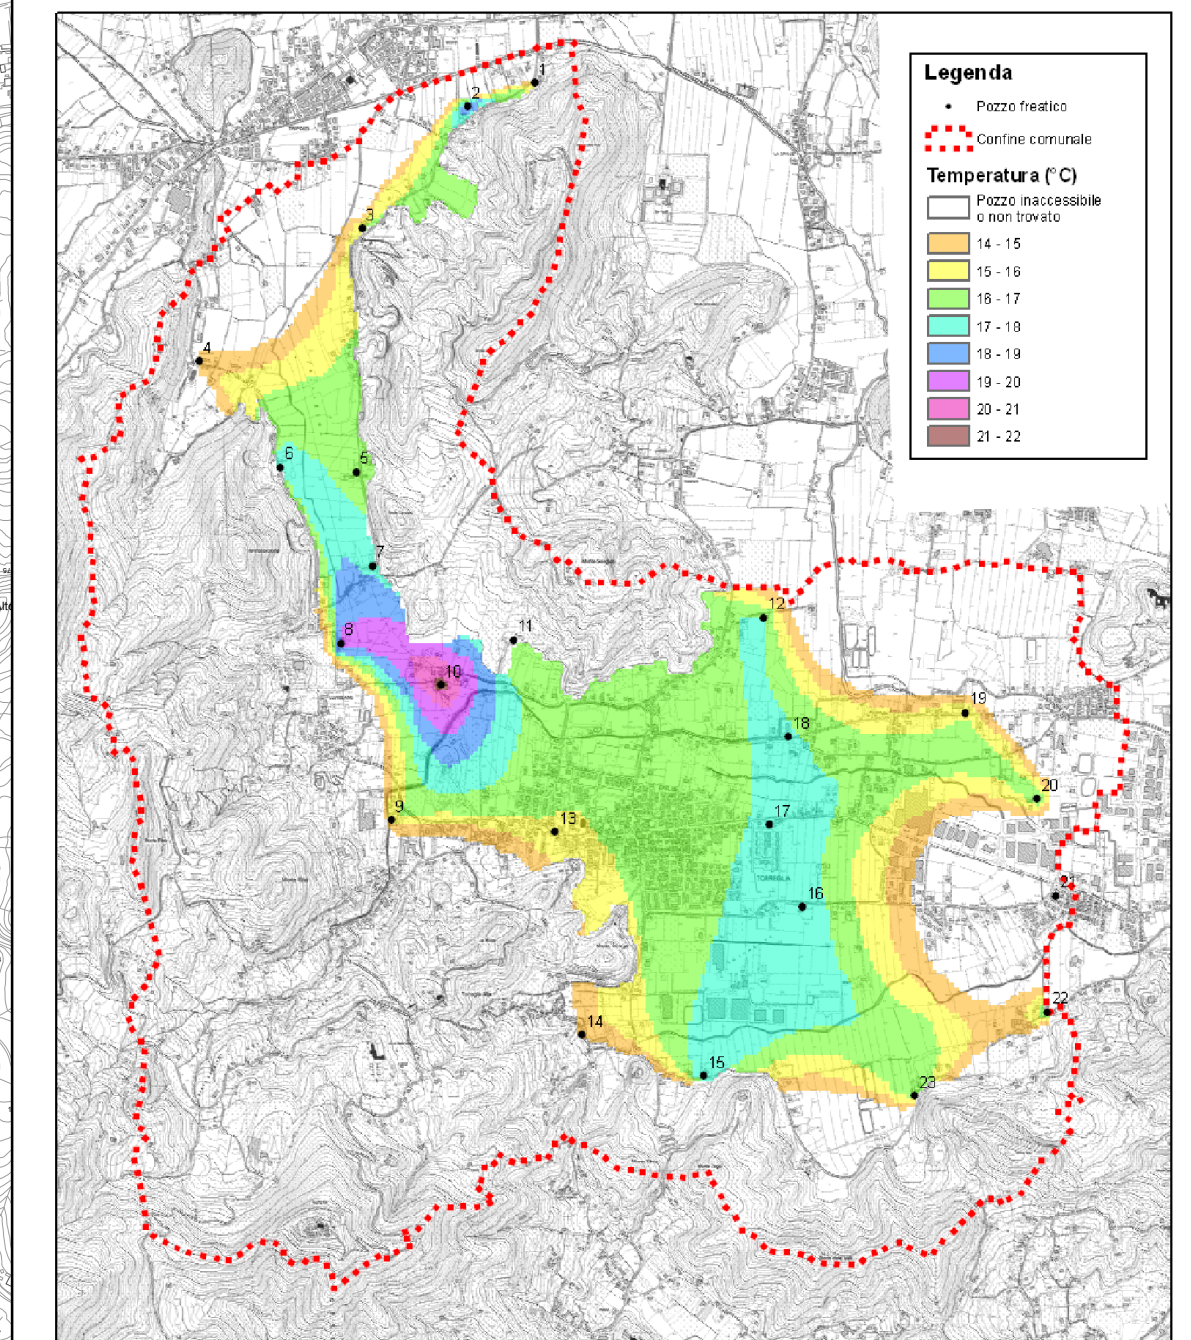 Legenda
Pozzo freatico
Confine comunale
Temperatura (°C)
Pozzo inaccessibile
o non trovato
14 - 15
15 - 16
16 - 17
17 - 18
18 - 19
19 - 20
20 - 21
21 - 22
1
2
3
4
6
5
7
8
11
10
12
19
18
20
9
13
17
TORREGLIA
21
16
22
14
15
23